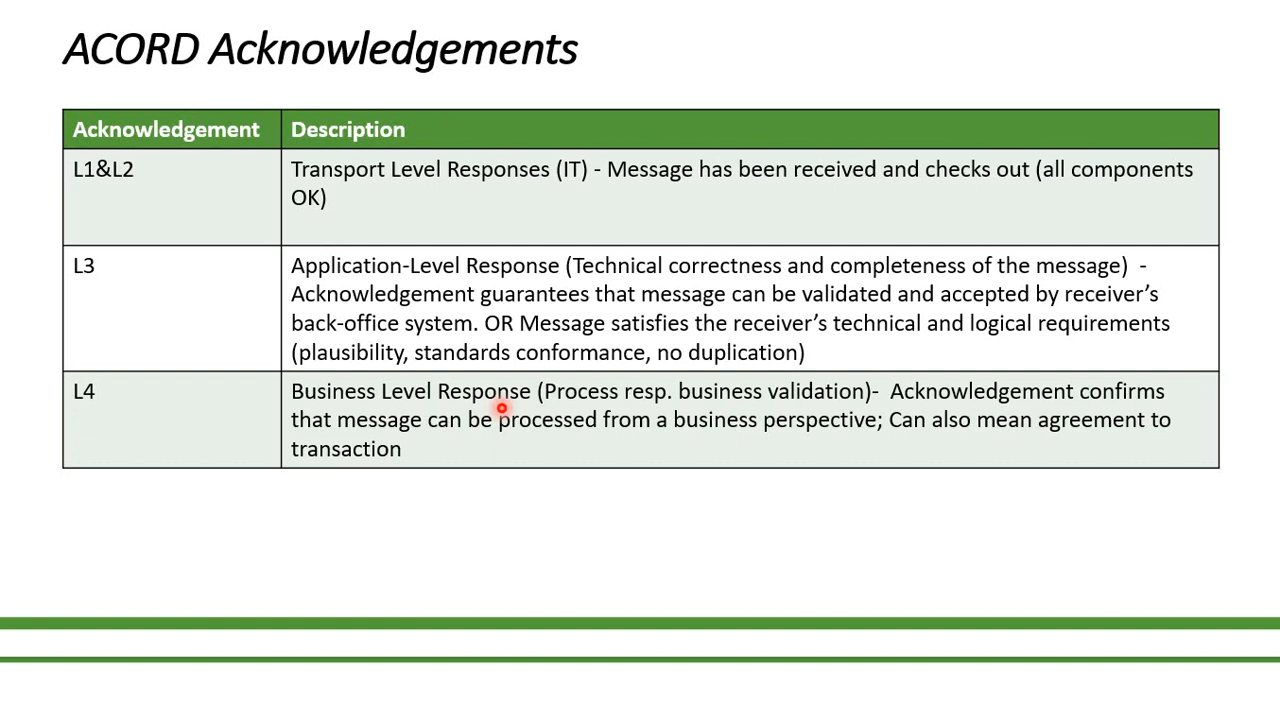 ACORD Acknowledgements
Acknowledgement Description
L1&L2 Transport Level Responses (IT) - Message has been received and checks out (all components
OK)
L3 Application-Level Response (Technical correctness and completeness of the message)  -
Acknowledgement guarantees that message can be validated and accepted by receiver’s
back-office system. OR Message satisfies the receiver’s technical and logical requirements
(plausibility, standards conformance, no duplication)
L4 Business Level Response (Process resp. business validation)-  Acknowledgement confirms
that message can be processed from a business perspective; Can also mean agreement to
transaction